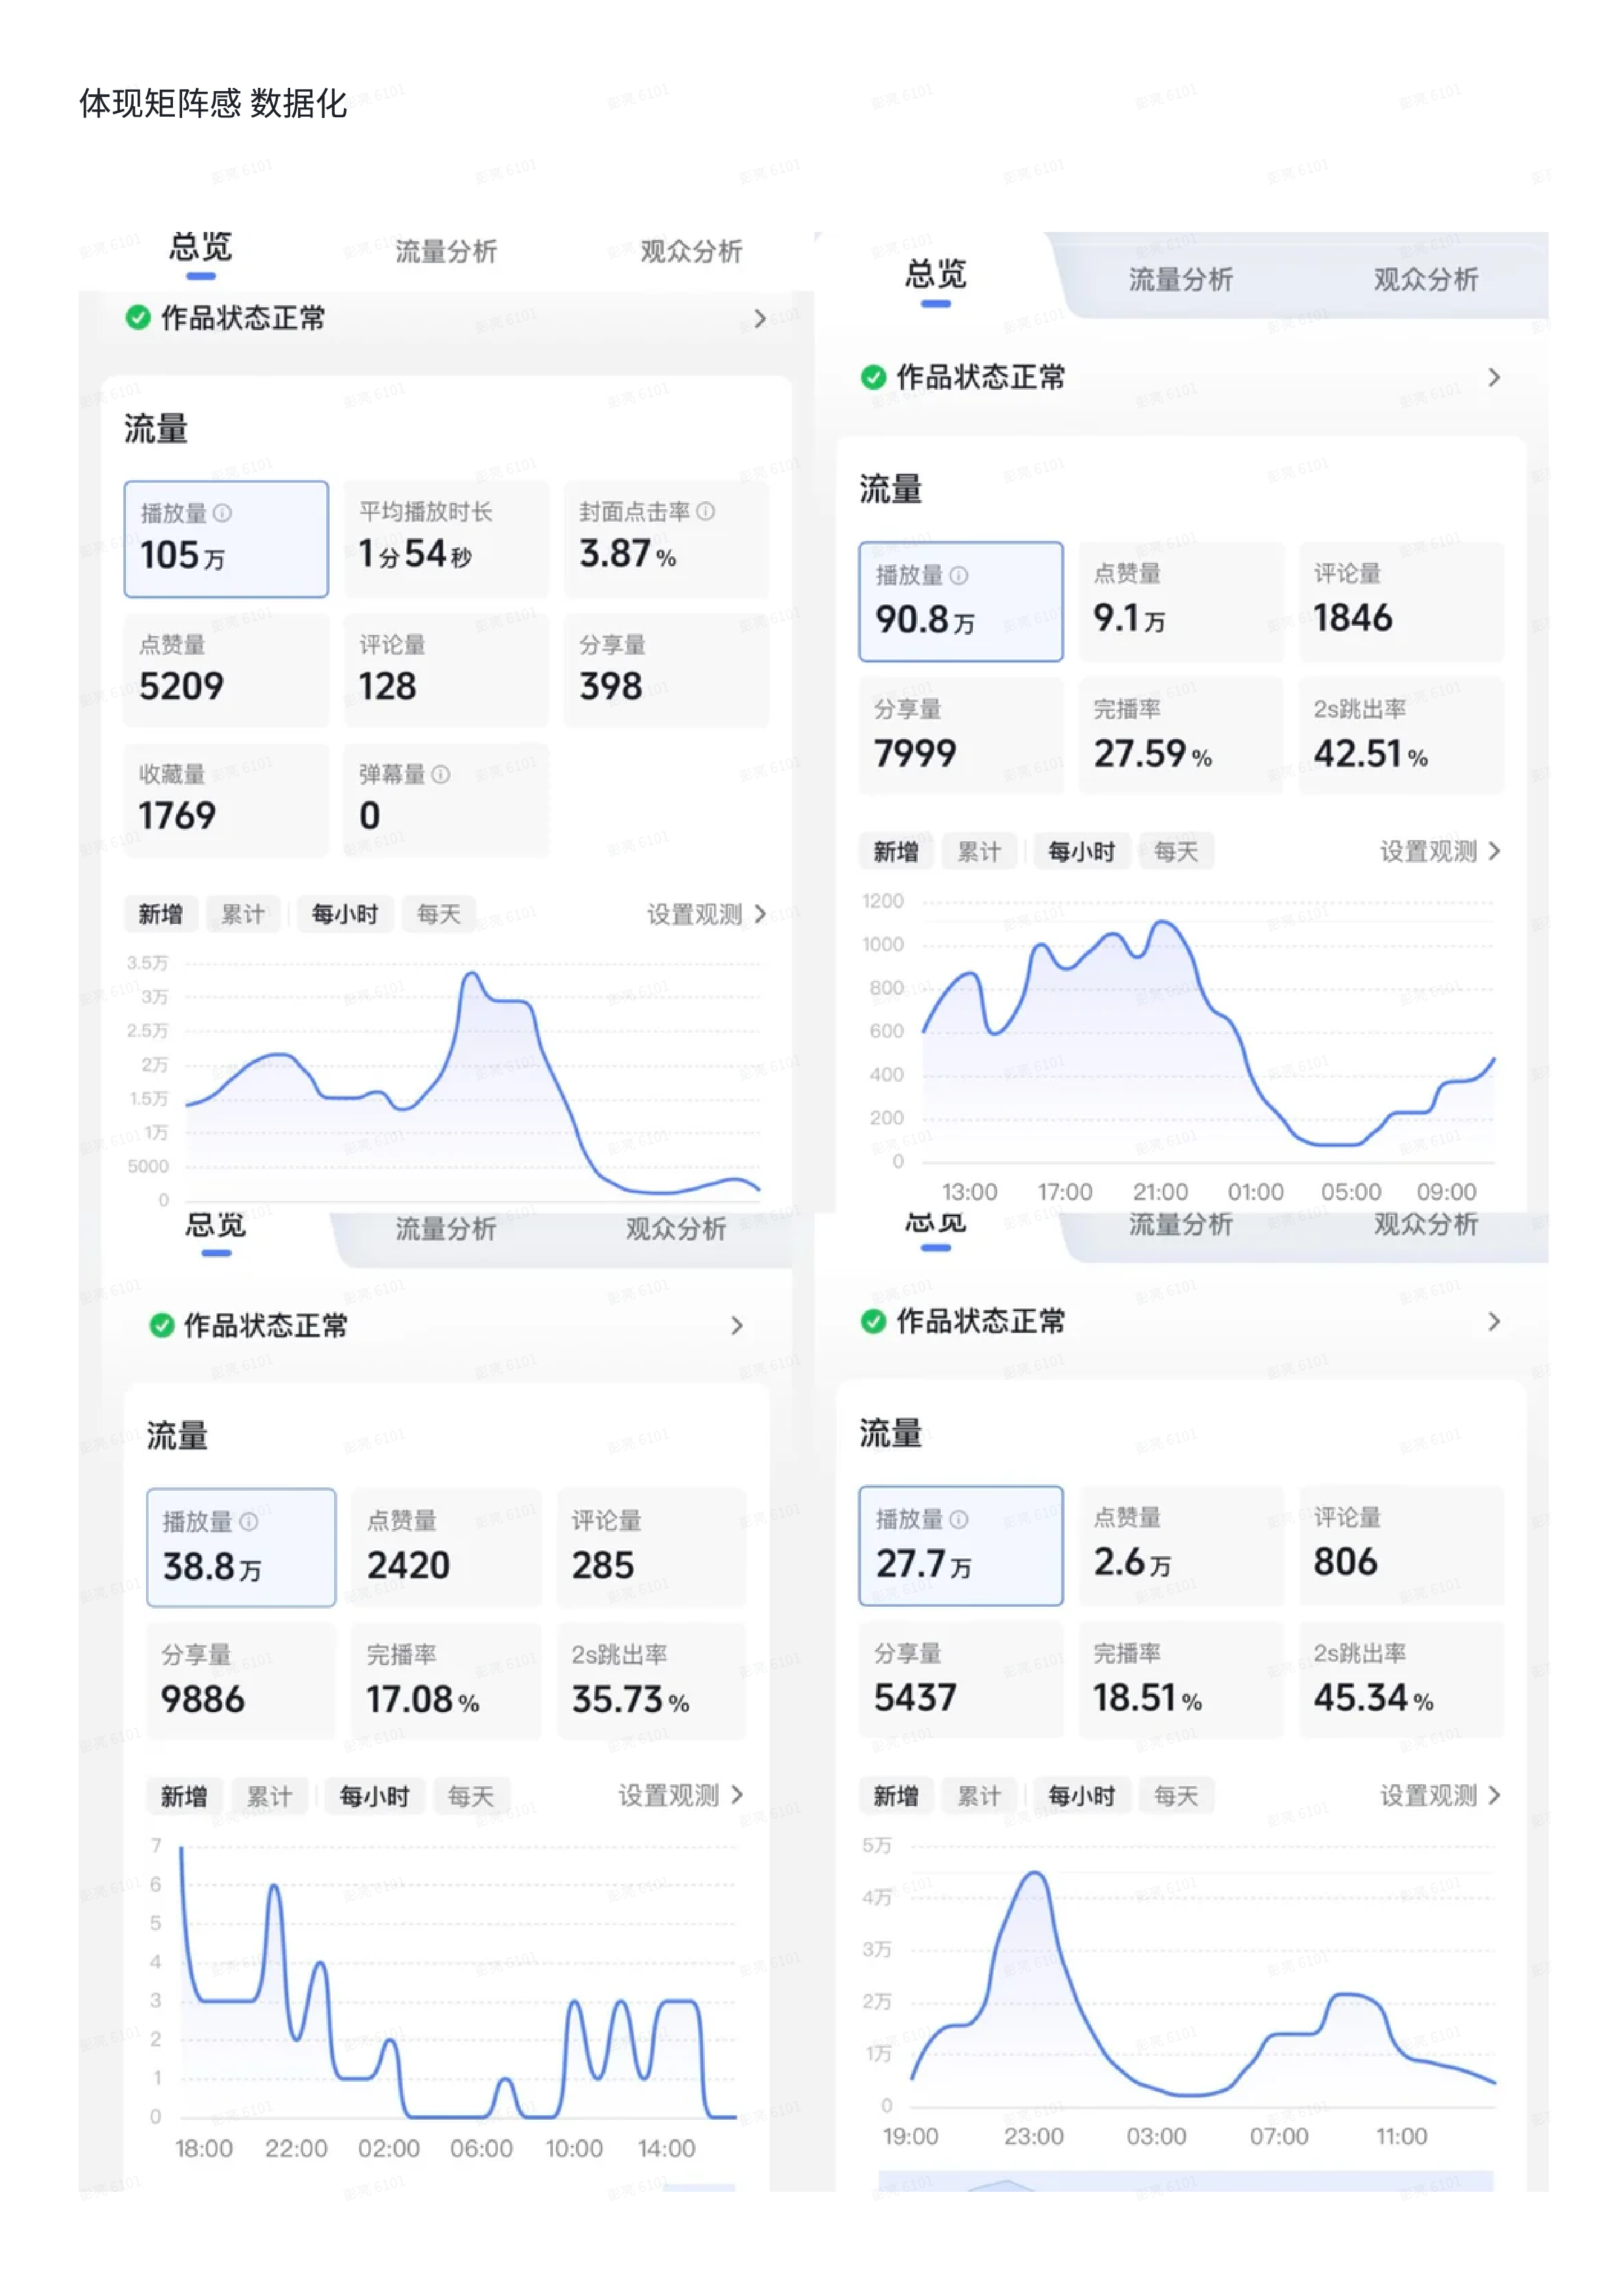 体现矩阵感 数据化
总览 流量分析 观众分析
作品状态正常
流量
播放量 平均播放时长 封面点击率
105万 1分54秒 3.87%
点赞量 评论量 分享量
5209 128 398
收藏量 弹幕量
1769 0
新增 累计 每小时 每天 设置观测
3.5万
3万
2.5万
2万
1.5万
1万
5000
0
总览 流量分析 观众分析
作品状态正常
流量
播放量 点赞量 评论量
90.8万 9.1万 1846
分享量 完播率 2s跳出率
7999 27.59% 42.51%
新增 累计 每小时 每天 设置观测
1200
1000
800
600
400
200
0
13:00 17:00 21:00 01:00 05:00 09:00
总览 流量分析 观众分析
作品状态正常
流量
播放量 点赞量 评论量
38.8万 2420 285
分享量 完播率 2s跳出率
9886 17.08% 35.73%
新增 累计 每小时 每天 设置观测
7
6
5
4
3
2
1
0
18:00 22:00 02:00 06:00 10:00 14:00
总览 流量分析 观众分析
作品状态正常
流量
播放量 点赞量 评论量
27.7万 2.6万 806
分享量 完播率 2s跳出率
5437 18.51% 45.34%
新增 累计 每小时 每天 设置观测
5万
4万
3万
2万
1万
0
19:00 23:00 03:00 07:00 11:00
彭亮 6101